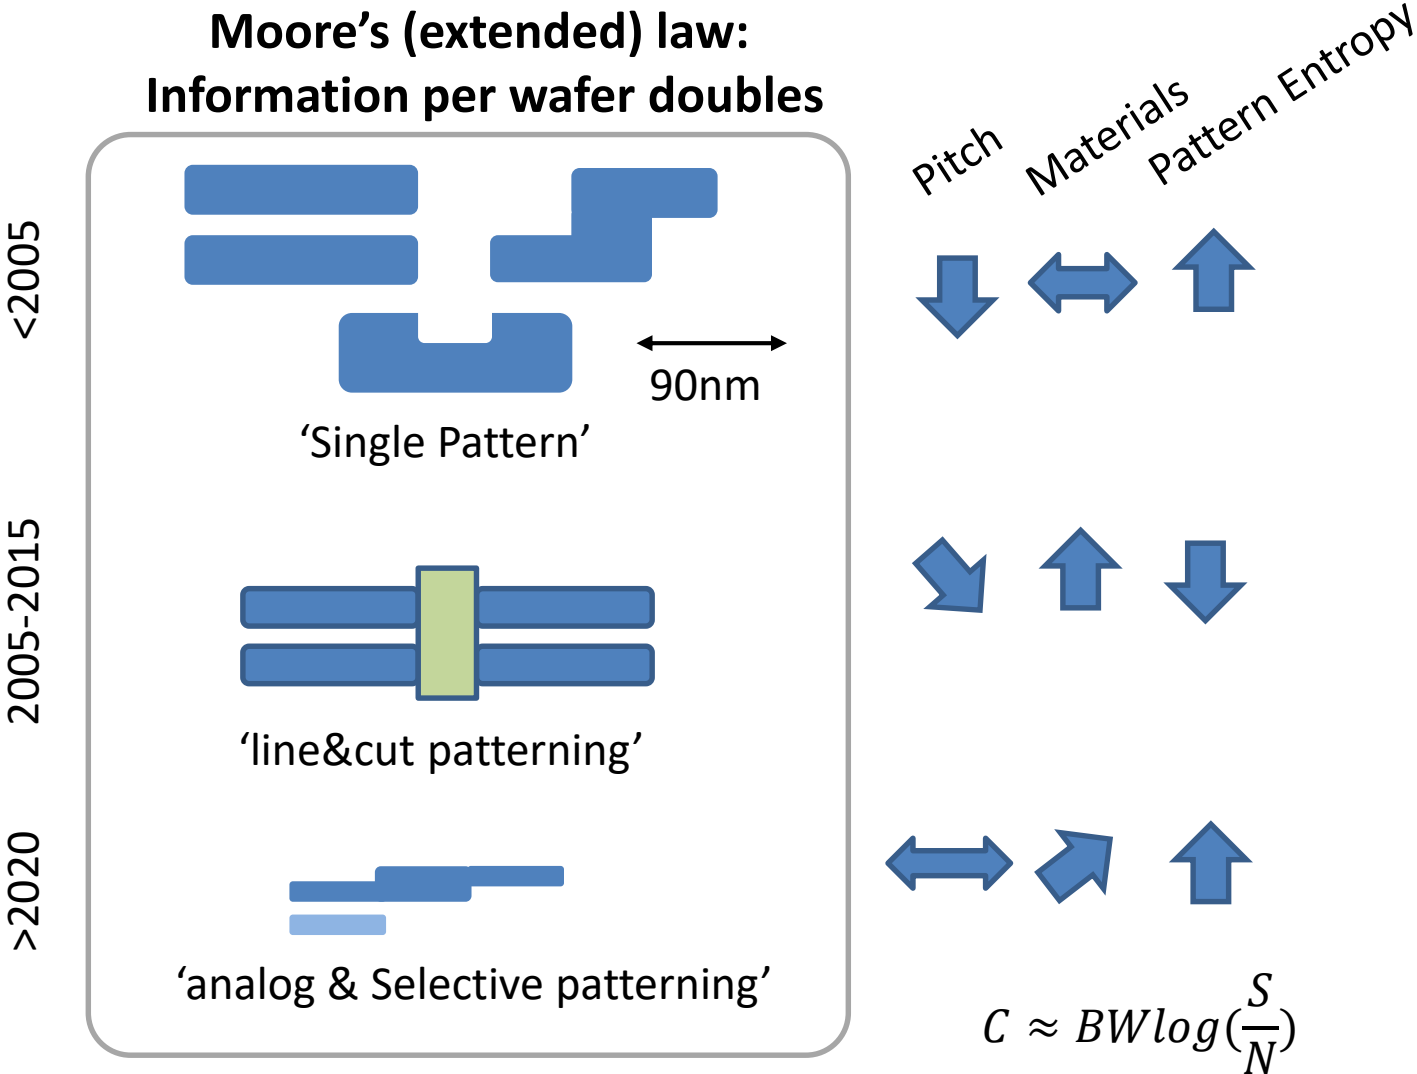 Moore’s (extended) law:
Information per wafer doubles
Pitch
Materials
Pattern Entropy
<2005
90nm
‘Single Pattern’
2005-2015
‘line&cut patterning’
>2020
‘analog & Selective patterning’
C ≈ BWlog(S/N)